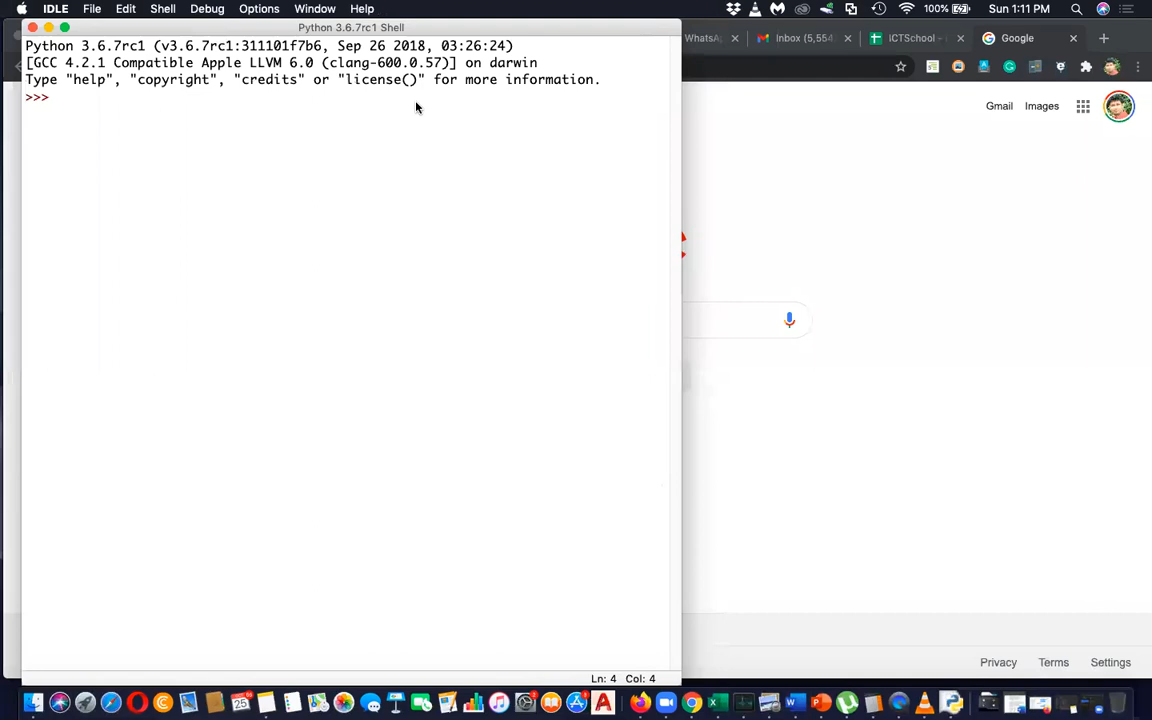 IDLE File Edit Shell Debug Options Window Help 100% Sun 1:11 PM
Python 3.6.7rc1 Shell
Python 3.6.7rc1 (v3.6.7rc1:311101f7b6, Sep 26 2018, 03:26:24)
[GCC 4.2.1 Compatible Apple LLVM 6.0 (clang-600.0.57)] on darwin
Type "help", "copyright", "credits" or "license()" for more information.
>>>
WhatsA Inbox (5,554 ICTSchool - Google
Gmail Images
Privacy Terms Settings
Ln: 4 Col: 4
25